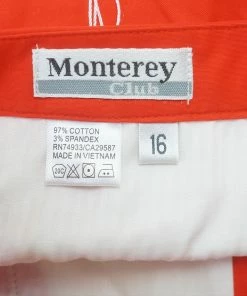 Monterey
Club
97% COTTON
3% SPANDEX
RN74933/CA29587
MADE IN VIETNAM
16